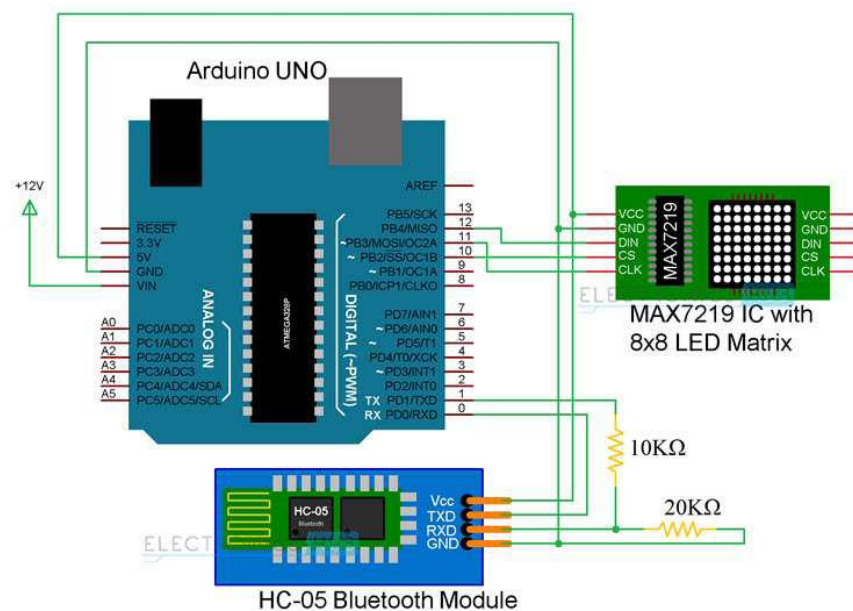 Arduino UNO
+12V
AREF
RESET
3.3V
5V
GND
VIN
PB5/SCK 13
PB4/MISO 12
~PB3/MOSI/OC2A 11
~ PB2/SS/OC1B 10
~ PB1/OC1A 9
PB0/ICP1/CLKO 8
PD7/AIN1 7
~ PD6/AIN0 6
~ PD5/T1 5
PD4/T0/XCK 4
~ PD3/INT1 3
PD2/INT0 2
TX PD1/TXD 1
RX PD0/RXD 0
A0 PC0/ADC0
A1 PC1/ADC1
A2 PC2/ADC2
A3 PC3/ADC3
A4 PC4/ADC4/SDA
A5 PC5/ADC5/SCL
ANALOG IN
ATMEGA328P
DIGITAL (~PWM)
VCC
GND
DIN
CS
CLK
MAX7219
VCC
GND
DIN
CS
CLK
MAX7219 IC with
8x8 LED Matrix
10KΩ
20KΩ
HC-05
Bluetooth
Vcc
TXD
RXD
GND
ELECT
HC-05 Bluetooth Module